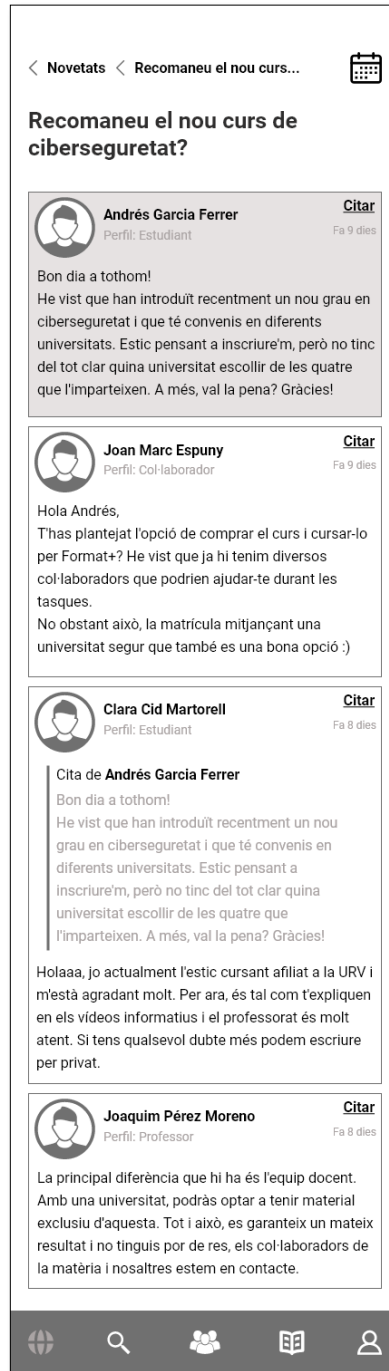 Novetats Recomaneu el nou curs...
Recomaneu el nou curs de
ciberseguretat?
Andrés Garcia Ferrer
Citar
Perfil: Estudiant
Fa 9 dies
Bon dia a tothom!
He vist que han introduït recentment un nou grau en
ciberseguretat i que té convenis en diferents
universitats. Estic pensant a inscriure'm, però no tinc
del tot clar quina universitat escollir de les quatre
que l'imparteixen. A més, val la pena? Gràcies!
Joan Marc Espuny
Citar
Perfil: Col·laborador
Fa 9 dies
Hola Andrés,
T'has plantejat l'opció de comprar el curs i cursar-lo
per Format+? He vist que ja hi tenim diversos
col·laboradors que podrien ajudar-te durant les
tasques.
No obstant això, la matrícula mitjançant una
universitat segur que també es una bona opció :)
Clara Cid Martorell
Citar
Perfil: Estudiant
Fa 8 dies
Cita de Andrés Garcia Ferrer
Bon dia a tothom!
He vist que han introduït recentment un nou
grau en ciberseguretat i que té convenis en
diferents universitats. Estic pensant a
inscriure'm, però no tinc del tot clar quina
universitat escollir de les quatre que
l'imparteixen. A més, val la pena? Gràcies!
Holaaa, jo actualment l'estic cursant afiliat a la URV i
m'està agradant molt. Per ara, és tal com t'expliquen
en els vídeos informatius i el professorat és molt
atent. Si tens qualsevol dubte més podem escriure
per privat.
Joaquim Pérez Moreno
Citar
Perfil: Professor
Fa 8 dies
La principal diferència que hi ha és l'equip docent.
Amb una universitat, podràs optar a tenir material
exclusiu d'aquesta. Tot i això, es garanteix un mateix
resultat i no tinguis por de res, els col·laboradors de
la matèria i nosaltres estem en contacte.